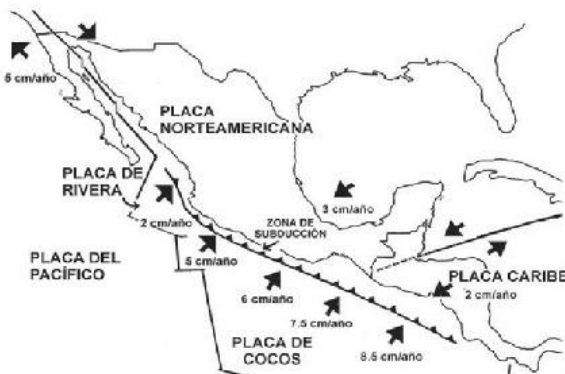 5 cm/año
PLACA
NORTEAMERICANA
PLACA DE
RIVERA
3 cm/año
2 cm/año
ZONA DE
SUBDUCCIÓN
PLACA DEL
PACÍFICO
5 cm/año
PLACA CARIBE
6 cm/año
2 cm/año
7.5 cm/año
PLACA DE
COCOS
8.5 cm/año